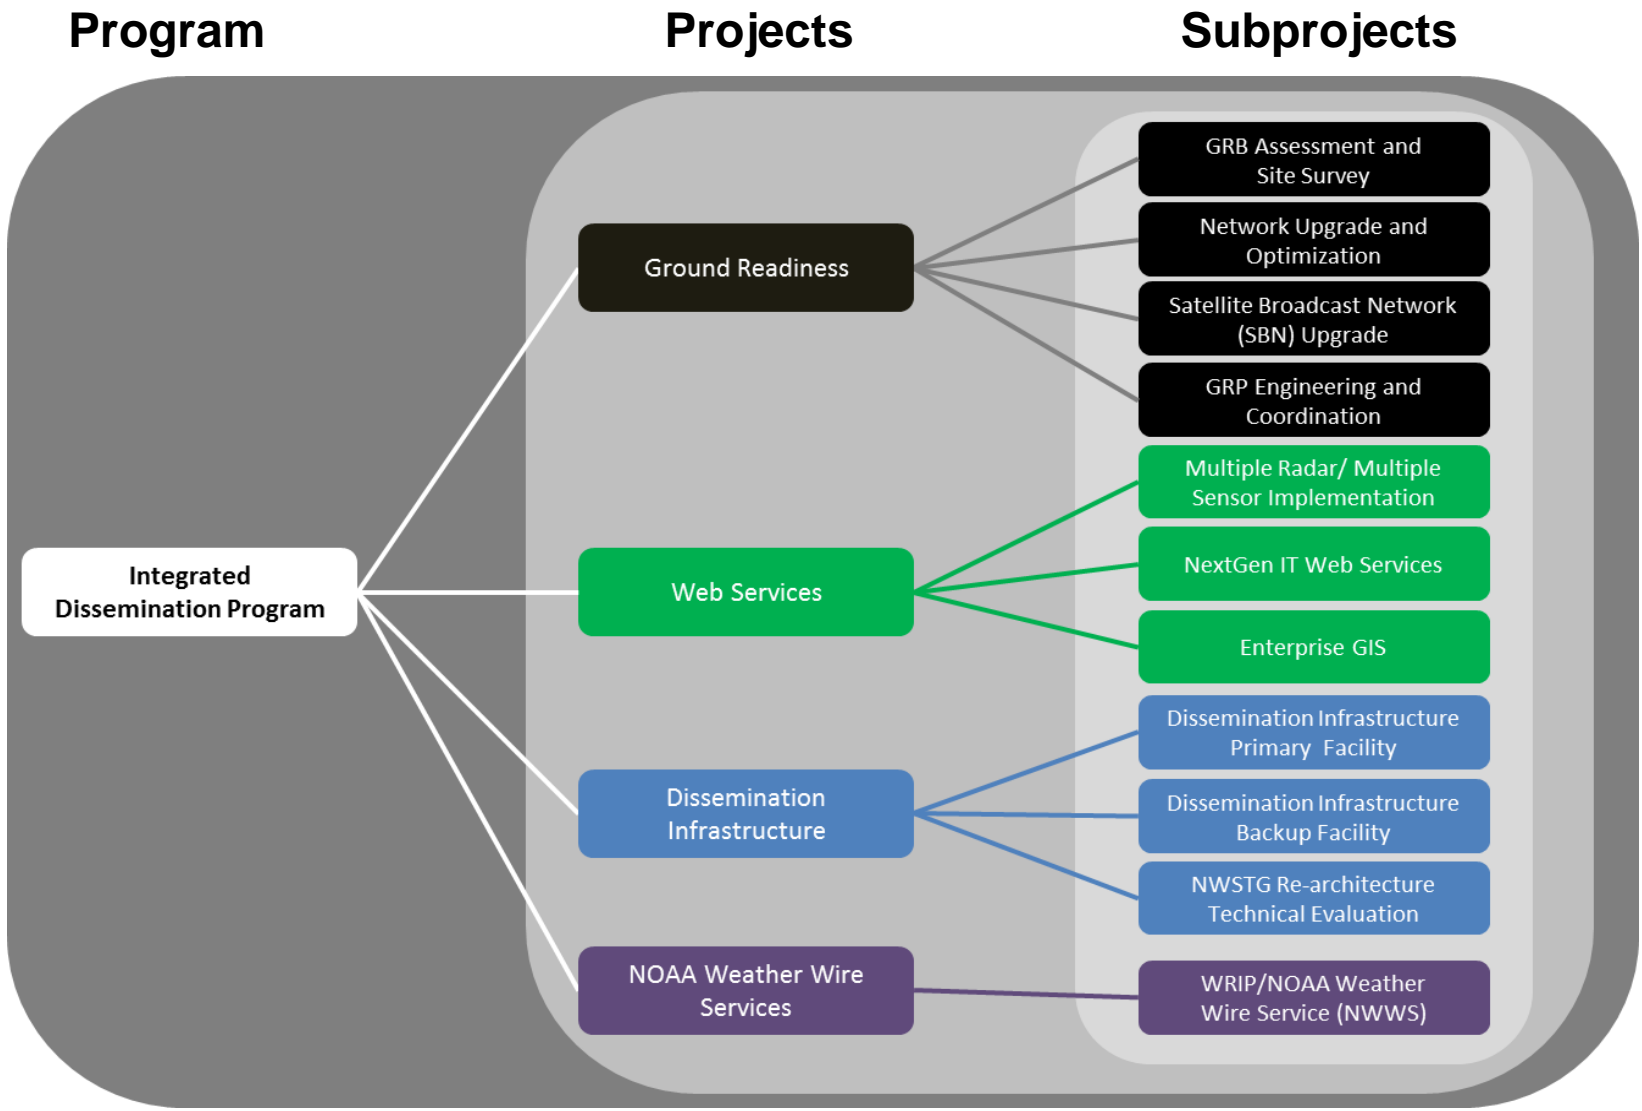 Program
Projects
Subprojects
GRB Assessment and
Site Survey
Network Upgrade and
Optimization
Ground Readiness
Satellite Broadcast Network
(SBN) Upgrade
GRP Engineering and
Coordination
Multiple Radar/ Multiple
Sensor Implementation
Integrated
Dissemination Program
Web Services
NextGen IT Web Services
Enterprise GIS
Dissemination Infrastructure
Primary Facility
Dissemination
Infrastructure
Dissemination Infrastructure
Backup Facility
NWSTG Re-architecture
Technical Evaluation
NOAA Weather Wire
Services
WRIP/NOAA Weather
Wire Service (NWWS)